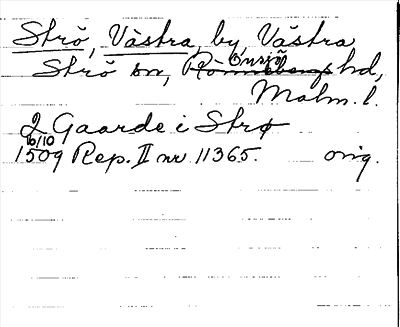 Strö, Västra, by, Västra
Onsjö
Strö sn, Rönnebergs hd,
Malm. l.
2 Gaarde i Strø
16/10
1509 Rep. II nr 11365. orig.